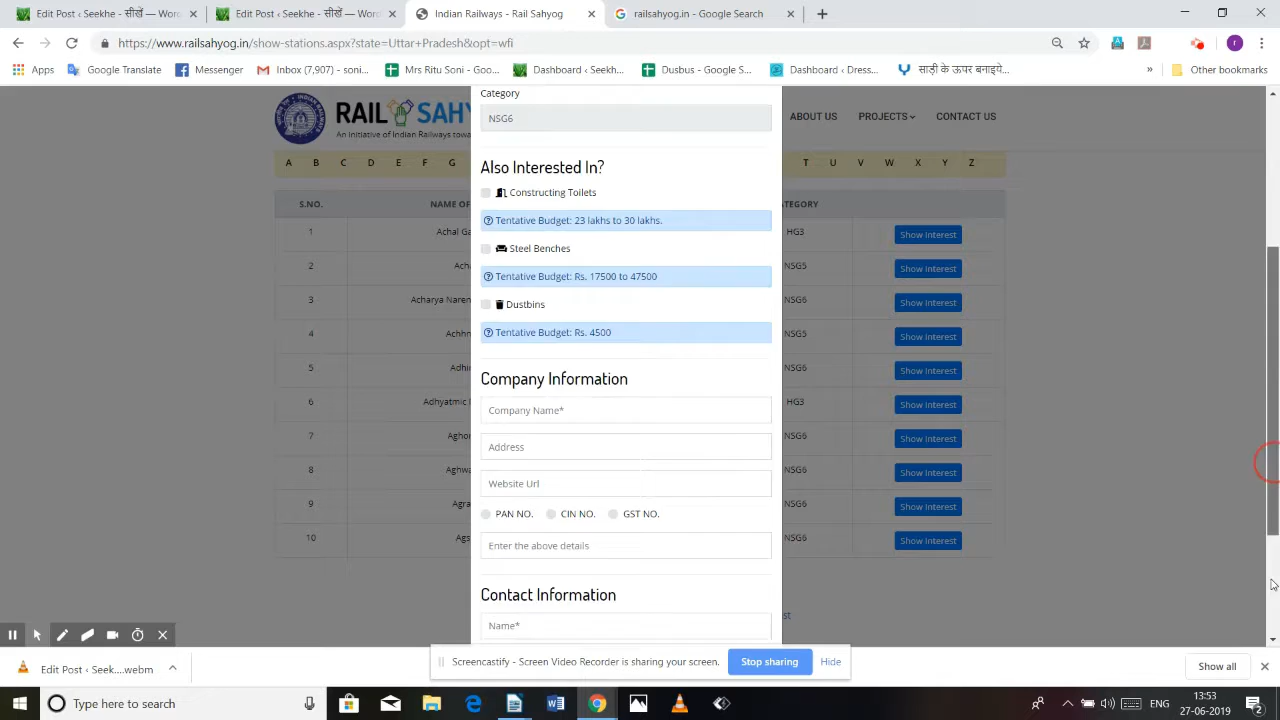 Edit Post ‹ Seekhe - सीखें — Wor
Edit Post ‹ Seekhe - सीखें — Wor
Indian Railways - Rail Sahyog
railsahyog.in - Google Search
https://www.railsahyog.in/show-stations.aspx?state=Uttar+Pradesh&opt=wfi
Apps Google Translate Messenger Inbox (7,907) - soni... Mrs Ritu Soni - Goo... Dashboard ‹ Seekh... Dusbus - Google S... Dashboard ‹ Dress... साड़ी के ऊपर बनाइये... » Other bookmarks
RAIL SAHY
An Initiative of Indian Railways towa
ABOUT US PROJECTS CONTACT US
A B C D E F G T U V W X Y Z
S.NO. NAME OF ATEGORY
1 Achal Ga HG3 Show Interest
2 Acha NSG5 Show Interest
3 Acharya Naren NSG6 Show Interest
4 Achhn NSG5 Show Interest
5 Adhir NSG6 Show Interest
6 Adhyatmic N HG3 Show Interest
7 Aghor NSG6 Show Interest
8 Aghwa NSG6 Show Interest
9 Agra NSG6 Show Interest
10 Ags NSG6 Show Interest
st
Category
NSG6
Also Interested In?
Constructing Toilets
Tentative Budget: 23 lakhs to 30 lakhs.
Steel Benches
Tentative Budget: Rs. 17500 to 47500
Dustbins
Tentative Budget: Rs. 4500
Company Information
Company Name*
Address
Website Url
PAN NO. CIN NO. GST NO.
Enter the above details
Contact Information
Name*
Screencastify - Screen Video Recorder is sharing your screen. Stop sharing Hide
Edit Post ‹ Seek....webm
Show all
Type here to search
ENG
13:53
27-06-2019
2